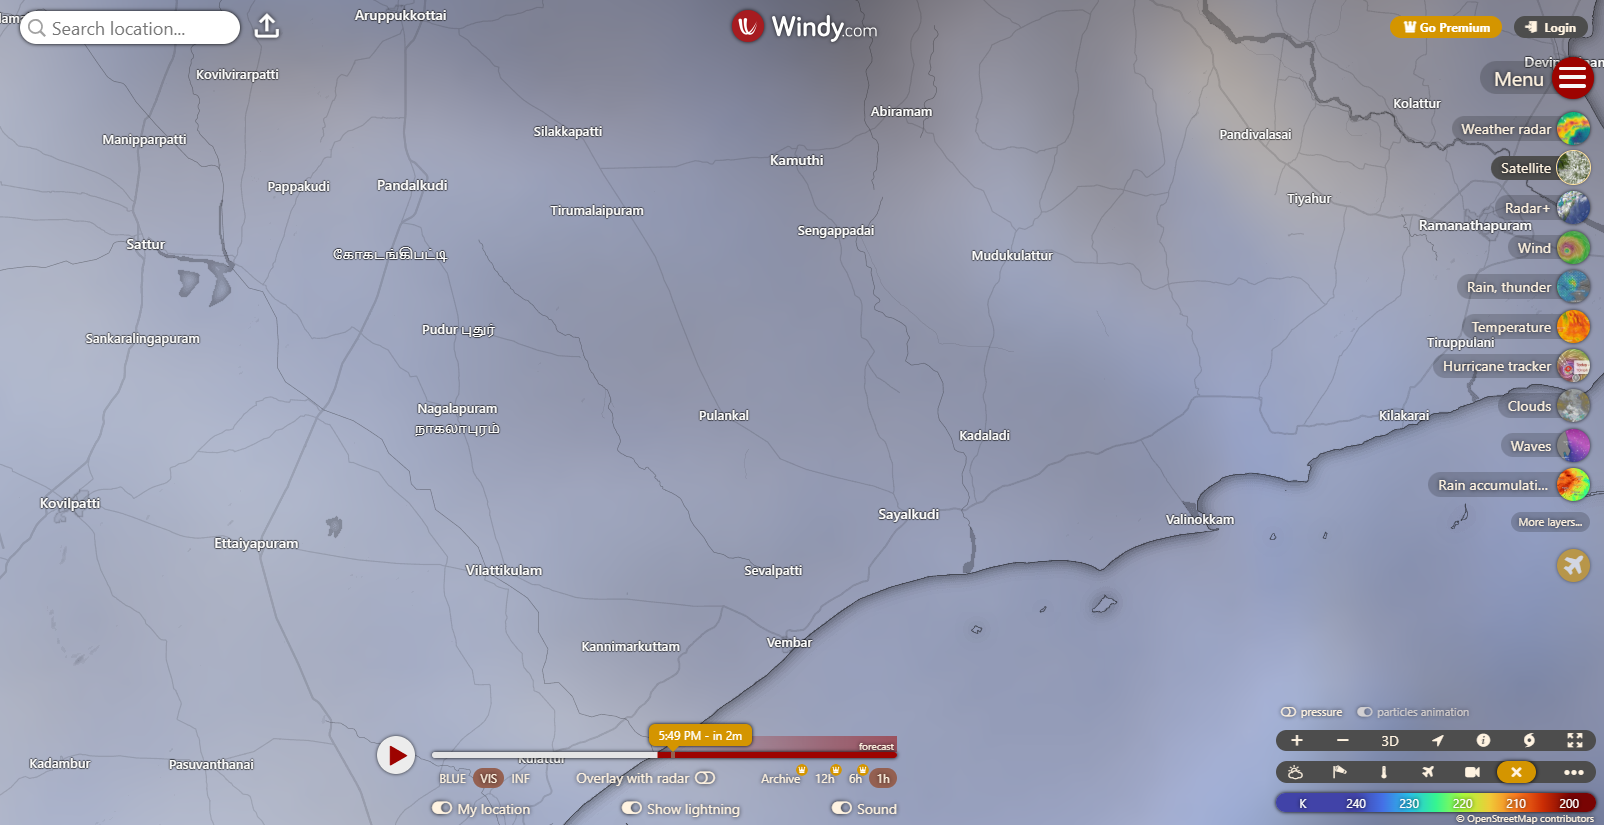 Aruppukkottai
Search location...
Windy.com
Go Premium
Login
Kovilvirarpatti
Menu
Kolattur
Abiramam
Weather radar
Silakkapatti
Pandivalasai
Manipparpatti
Kamuthi
Satellite
Pappakudi
Pandalkudi
Tiyahur
Tirumalaipuram
Radar+
Ramanathapuram
Sengappadai
Sattur
Wind
கோகடங்கிபட்டி
Mudukulattur
Rain, thunder
Pudur புதூர்
Temperature
Sankaralingapuram
Tiruppulani
Hurricane tracker
Nagalapuram
நாகலாபுரம்
Clouds
Pulankal
Kilakarai
Kadaladi
Waves
Rain accumulati...
Kovilpatti
Sayalkudi
Valinokkam
More layers...
Ettaiyapuram
Vilattikulam
Sevalpatti
Kannimarkuttam
Vembar
pressure
particles animation
5:49 PM - in 2m
forecast
3D
Kadambur
Pasuvanthanai
Kulattur
BLUE VIS INF
Overlay with radar
Archive 12h 6h 1h
K 240 230 220 210 200
My location
Show lightning
Sound
© OpenStreetMap contributors